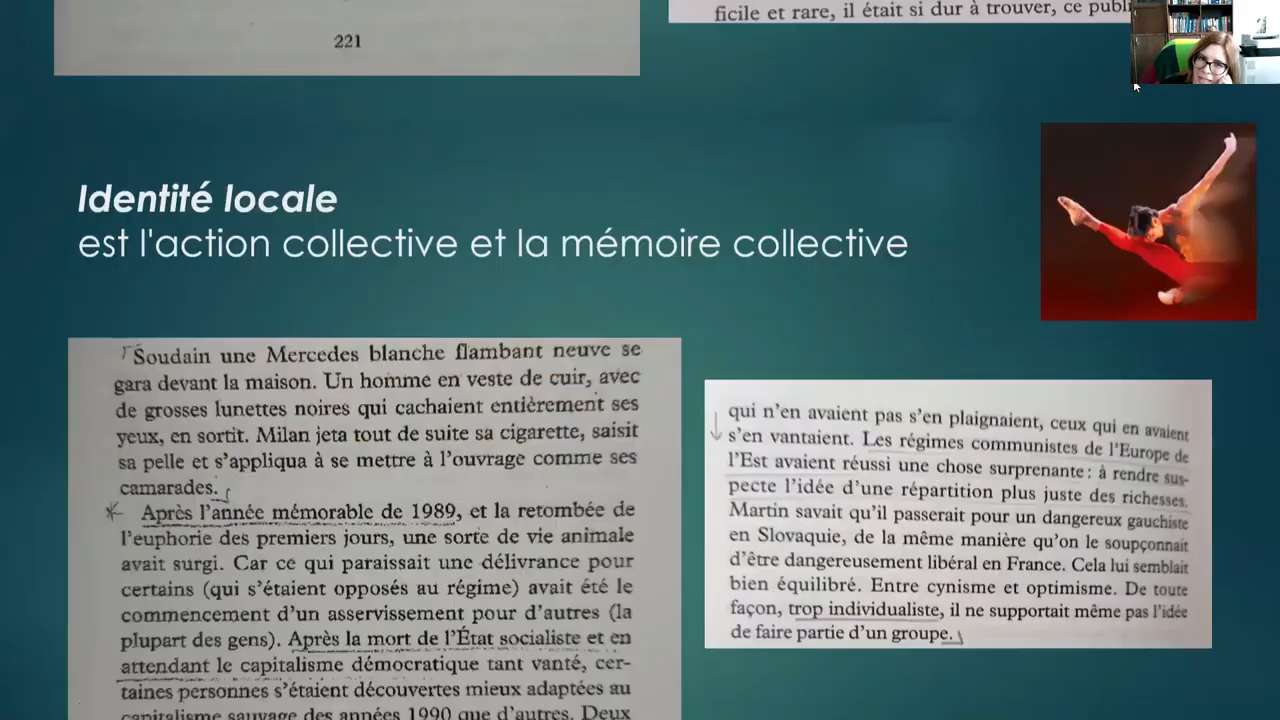 221
ficile et rare, il était si dur à trouver, ce publ
Identité locale
est l'action collective et la mémoire collective
Soudain une Mercedes blanche flambant neuve se
gara devant la maison. Un homme en veste de cuir, avec
de grosses lunettes noires qui cachaient entièrement ses
yeux, en sortit. Milan jeta tout de suite sa cigarette, saisit
sa pelle et s'appliqua à se mettre à l'ouvrage comme ses
camarades.
Après l'année mémorable de 1989, et la retombée de
l'euphorie des premiers jours, une sorte de vie animale
avait surgi. Car ce qui paraissait une délivrance pour
certains (qui s'étaient opposés au régime) avait été le
commencement d'un asservissement pour d'autres (la
plupart des gens). Après la mort de l'État socialiste et en
attendant le capitalisme démocratique tant vanté, cer-
taines personnes s'étaient découvertes mieux adaptées au
capitalisme sauvage des années 1990 que d'autres. Deux
qui n'en avaient pas s'en plaignaient, ceux qui en avaient
s'en vantaient. Les régimes communistes de l'Europe de
l'Est avaient réussi une chose surprenante : à rendre sus-
pecte l'idée d'une répartition plus juste des richesses.
Martin savait qu'il passerait pour un dangereux gauchiste
en Slovaquie, de la même manière qu'on le soupçonnait
d'être dangereusement libéral en France. Cela lui semblait
bien équilibré. Entre cynisme et optimisme. De toute
façon, trop individualiste, il ne supportait même pas l'idée
de faire partie d'un groupe.